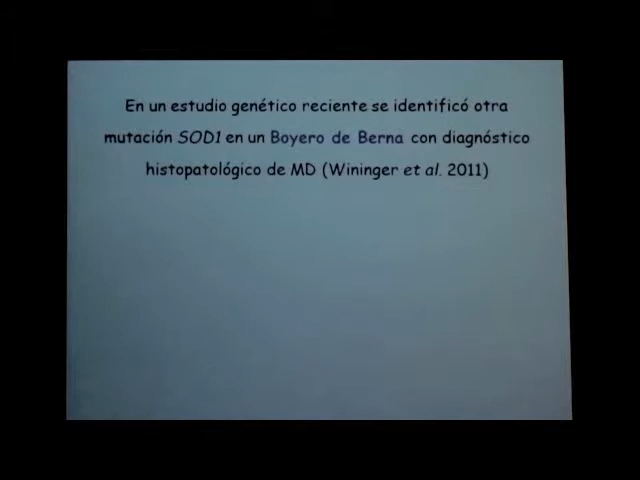 En un estudio genético reciente se identificó otra
mutación SOD1 en un Boyero de Berna con diagnóstico
histopatológico de MD (Wininger et al. 2011)